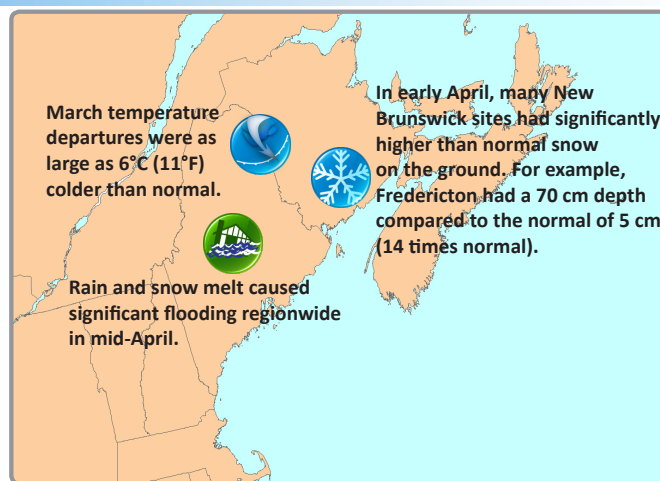 March temperature
departures were as
large as 6°C (11°F)
colder than normal.
In early April, many New
Brunswick sites had significantly
higher than normal snow
on the ground. For example,
Fredericton had a 70 cm depth
compared to the normal of 5 cm
(14 times normal).
Rain and snow melt caused
significant flooding regionwide
in mid-April.